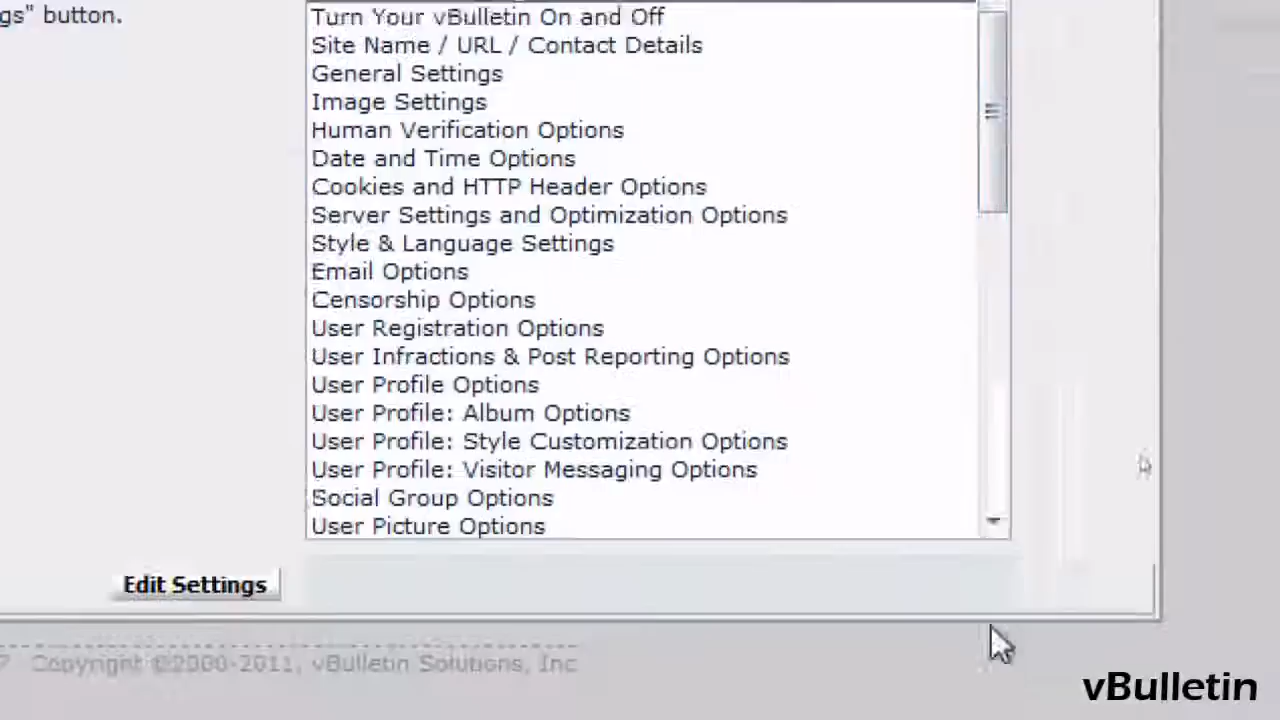 gs" button.
Turn Your vBulletin On and Off
Site Name / URL / Contact Details
General Settings
Image Settings
Human Verification Options
Date and Time Options
Cookies and HTTP Header Options
Server Settings and Optimization Options
Style & Language Settings
Email Options
Censorship Options
User Registration Options
User Infractions & Post Reporting Options
User Profile Options
User Profile: Album Options
User Profile: Style Customization Options
User Profile: Visitor Messaging Options
Social Group Options
User Picture Options
Edit Settings
Copyright ©2000-2011, vBulletin Solutions, Inc
vBulletin